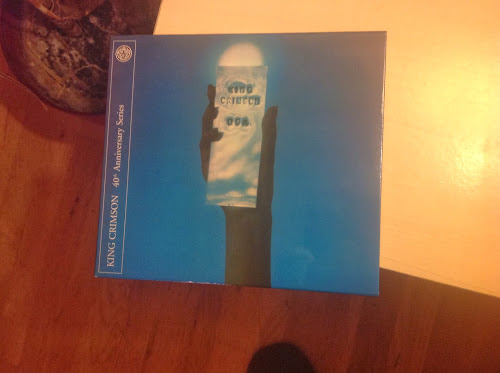 KING CRIMSON 40th Anniversary Series
KING
CRIMSON
USA